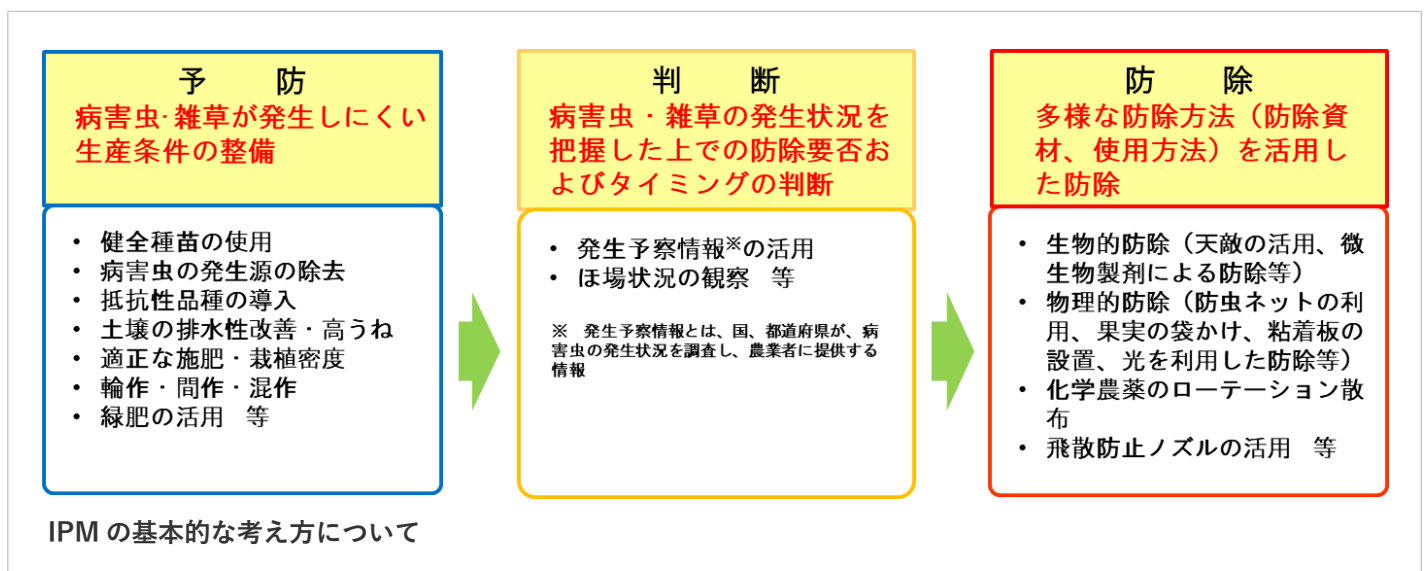 予　防
病害虫・雑草が発生しにくい
生産条件の整備
・ 健全種苗の使用
・ 病害虫の発生源の除去
・ 抵抗性品種の導入
・ 土壌の排水性改善・高うね
・ 適正な施肥・栽植密度
・ 輪作・間作・混作
・ 緑肥の活用　等
判　断
病害虫・雑草の発生状況を
把握した上での防除要否お
よびタイミングの判断
・ 発生予察情報※の活用
・ ほ場状況の観察　等
※　発生予察情報とは、国、都道府県が、病
害虫の発生状況を調査し、農業者に提供する
情報
防　除
多様な防除方法（防除資
材、使用方法）を活用し
た防除
・ 生物的防除（天敵の活用、微
生物製剤による防除等）
・ 物理的防除（防虫ネットの利
用、果実の袋かけ、粘着板の
設置、光を利用した防除等）
・ 化学農薬のローテーション散
布
・ 飛散防止ノズルの活用　等
IPM の基本的な考え方について